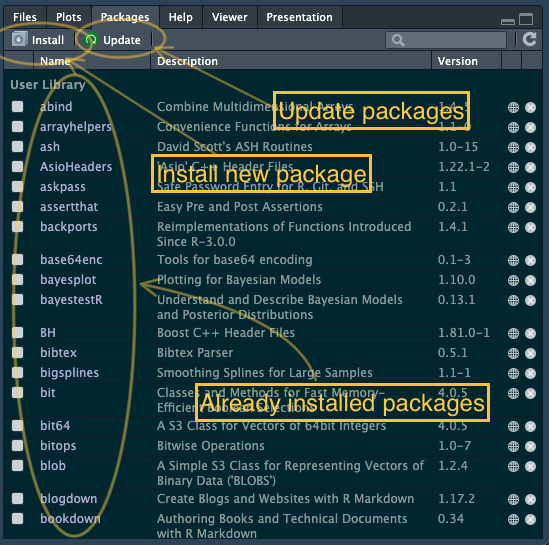 Files Plots Packages Help Viewer Presentation
Install Update
Name Description Version
User Library
abind Combine Multidimensional Arrays 1.4-5
Update packages
arrayhelpers Convenience Functions for Arrays 1.1-0
ash David Scott's ASH Routines 1.0-15
AsioHeaders 'Asio' C++ Header Files 1.22.1-2
Install new package
askpass Safe Password Entry for R, Git, and SSH 1.1
assertthat Easy Pre and Post Assertions 0.2.1
backports Reimplementations of Functions Introduced 1.4.1
Since R-3.0.0
base64enc Tools for base64 encoding 0.1-3
bayesplot Plotting for Bayesian Models 1.10.0
bayestestR Understand and Describe Bayesian Models 0.13.1
and Posterior Distributions
BH Boost C++ Header Files 1.81.0-1
bibtex Bibtex Parser 0.5.1
bigsplines Smoothing Splines for Large Samples 1.1-1
bit Classes and Methods for Fast Memory- 4.0.5
Already installed packages
Efficient Boolean Selections
bit64 A S3 Class for Vectors of 64bit Integers 4.0.5
bitops Bitwise Operations 1.0-7
blob A Simple S3 Class for Representing Vectors of 1.2.4
Binary Data ('BLOBS')
blogdown Create Blogs and Websites with R Markdown 1.17.2
bookdown Authoring Books and Technical Documents 0.34
with R Markdown